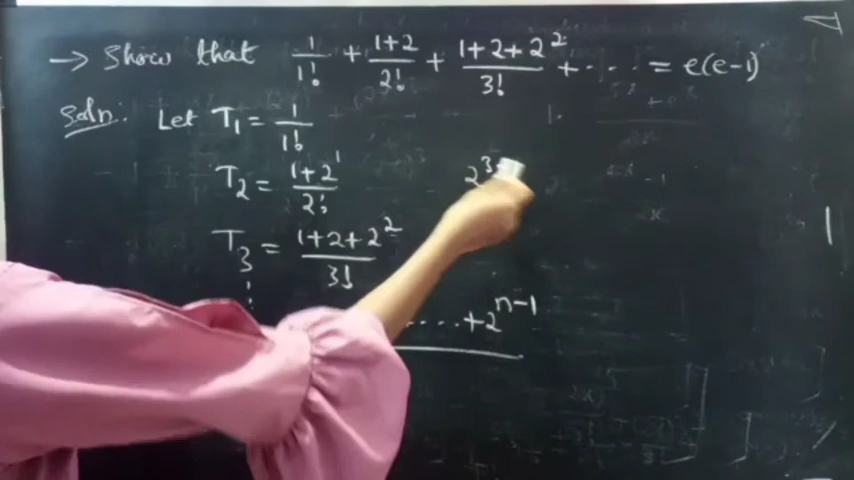 → Show that 1/1! + 1+2/2! + 1+2+2²/3! + ···· = e(e-1)
Soln: Let T₁ = 1/1!
T₂ = 1+2¹/2!
2³
T₃ = 1+2+2²/3!
···· +2ⁿ⁻¹